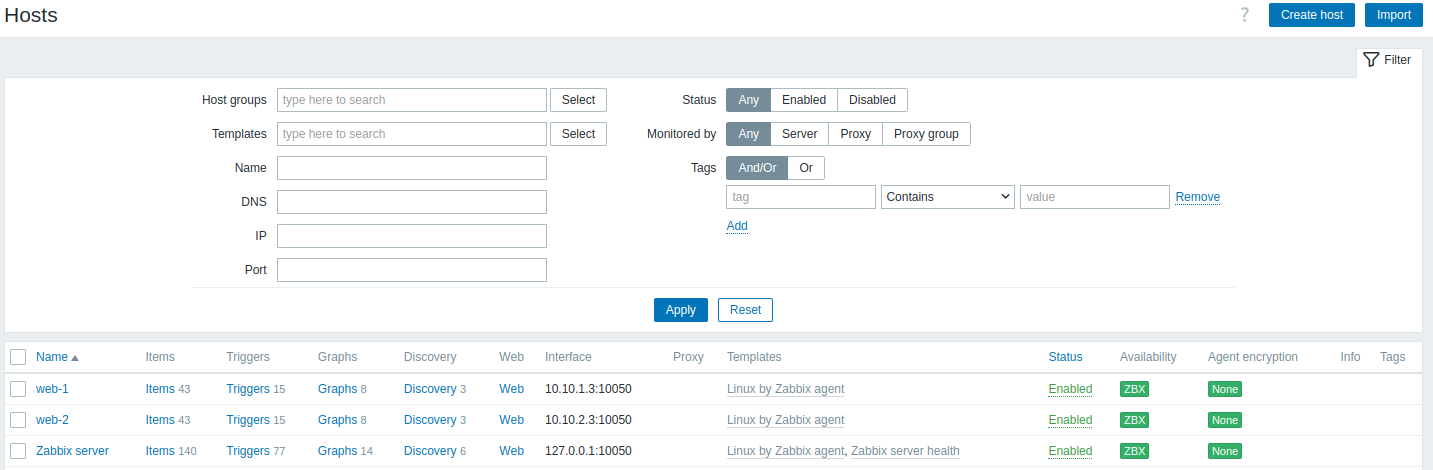 Hosts ? Create host Import
Filter
Host groups type here to search Select Status Any Enabled Disabled
Templates type here to search Select Monitored by Any Server Proxy Proxy group
Name Tags And/Or Or
DNS tag Contains value Remove
IP Add
Port
Apply Reset
Name Items Triggers Graphs Discovery Web Interface Proxy Templates Status Availability Agent encryption Info Tags
web-1 Items 43 Triggers 15 Graphs 8 Discovery 3 Web 10.10.1.3:10050 Linux by Zabbix agent Enabled ZBX None
web-2 Items 43 Triggers 15 Graphs 8 Discovery 3 Web 10.10.2.3:10050 Linux by Zabbix agent Enabled ZBX None
Zabbix server Items 140 Triggers 77 Graphs 14 Discovery 6 Web 127.0.0.1:10050 Linux by Zabbix agent, Zabbix server health Enabled ZBX None